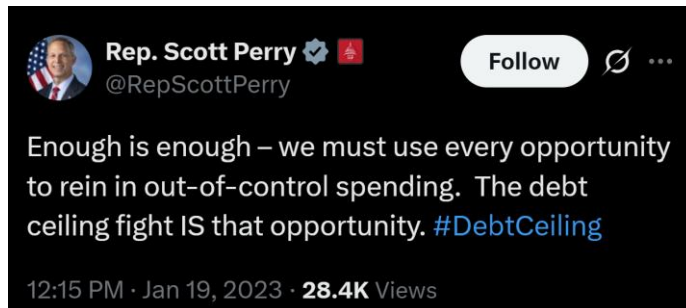 Rep. Scott Perry
Follow
@RepScottPerry
Enough is enough – we must use every opportunity
to rein in out-of-control spending.  The debt
ceiling fight IS that opportunity. #DebtCeiling
12:15 PM · Jan 19, 2023 · 28.4K Views